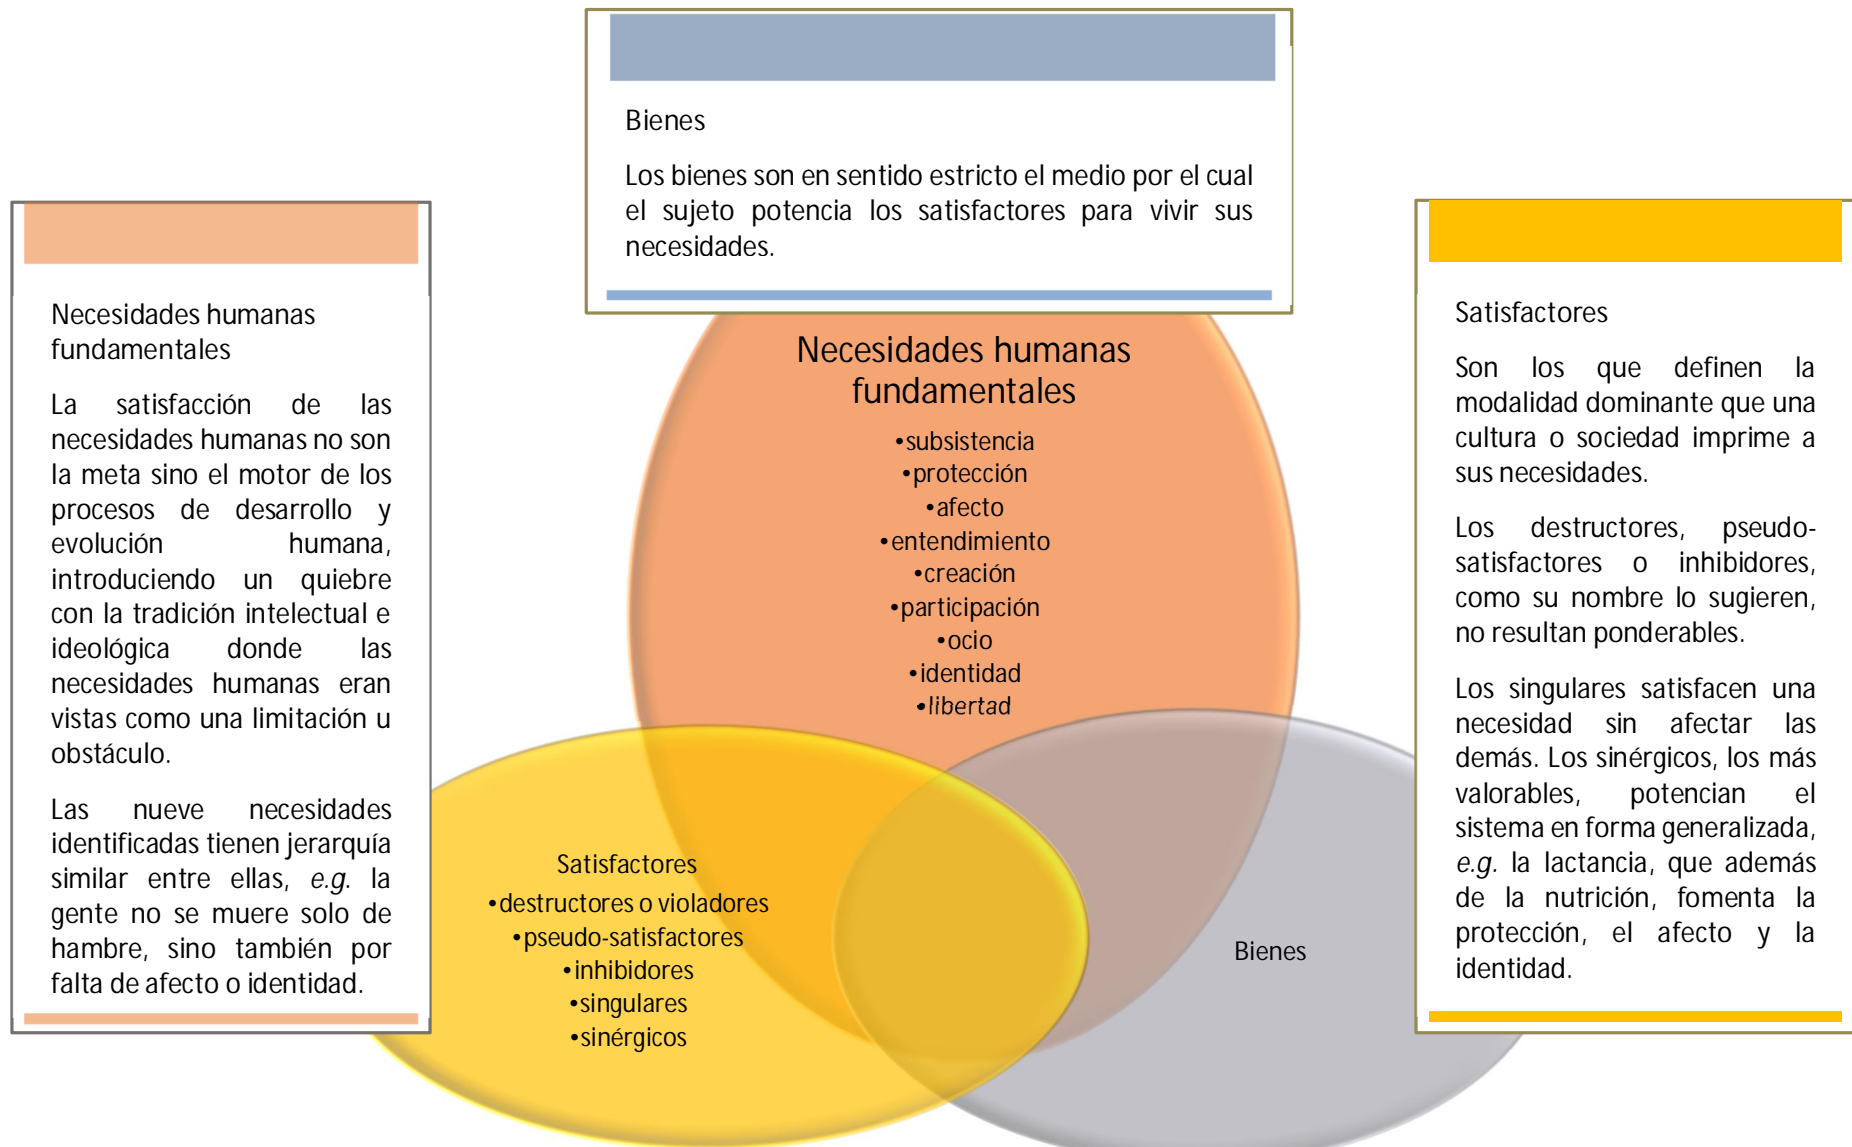 Bienes
Los bienes son en sentido estricto el medio por el cual
el sujeto potencia los satisfactores para vivir sus
necesidades.
Necesidades humanas
fundamentales
La satisfacción de las
necesidades humanas no son
la meta sino el motor de los
procesos de desarrollo y
evolución humana,
introduciendo un quiebre
con la tradición intelectual e
ideológica donde las
necesidades humanas eran
vistas como una limitación u
obstáculo.
Las nueve necesidades
identificadas tienen jerarquía
similar entre ellas, e.g. la
gente no se muere solo de
hambre, sino también por
falta de afecto o identidad.
Necesidades humanas
fundamentales
•subsistencia
•protección
•afecto
•entendimiento
•creación
•participación
•ocio
•identidad
•libertad
Satisfactores
•destructores o violadores
•pseudo-satisfactores
•inhibidores
•singulares
•sinérgicos
Bienes
Satisfactores
Son los que definen la
modalidad dominante que una
cultura o sociedad imprime a
sus necesidades.
Los destructores, pseudo-
satisfactores o inhibidores,
como su nombre lo sugieren,
no resultan ponderables.
Los singulares satisfacen una
necesidad sin afectar las
demás. Los sinérgicos, los más
valorables, potencian el
sistema en forma generalizada,
e.g. la lactancia, que además
de la nutrición, fomenta la
protección, el afecto y la
identidad.